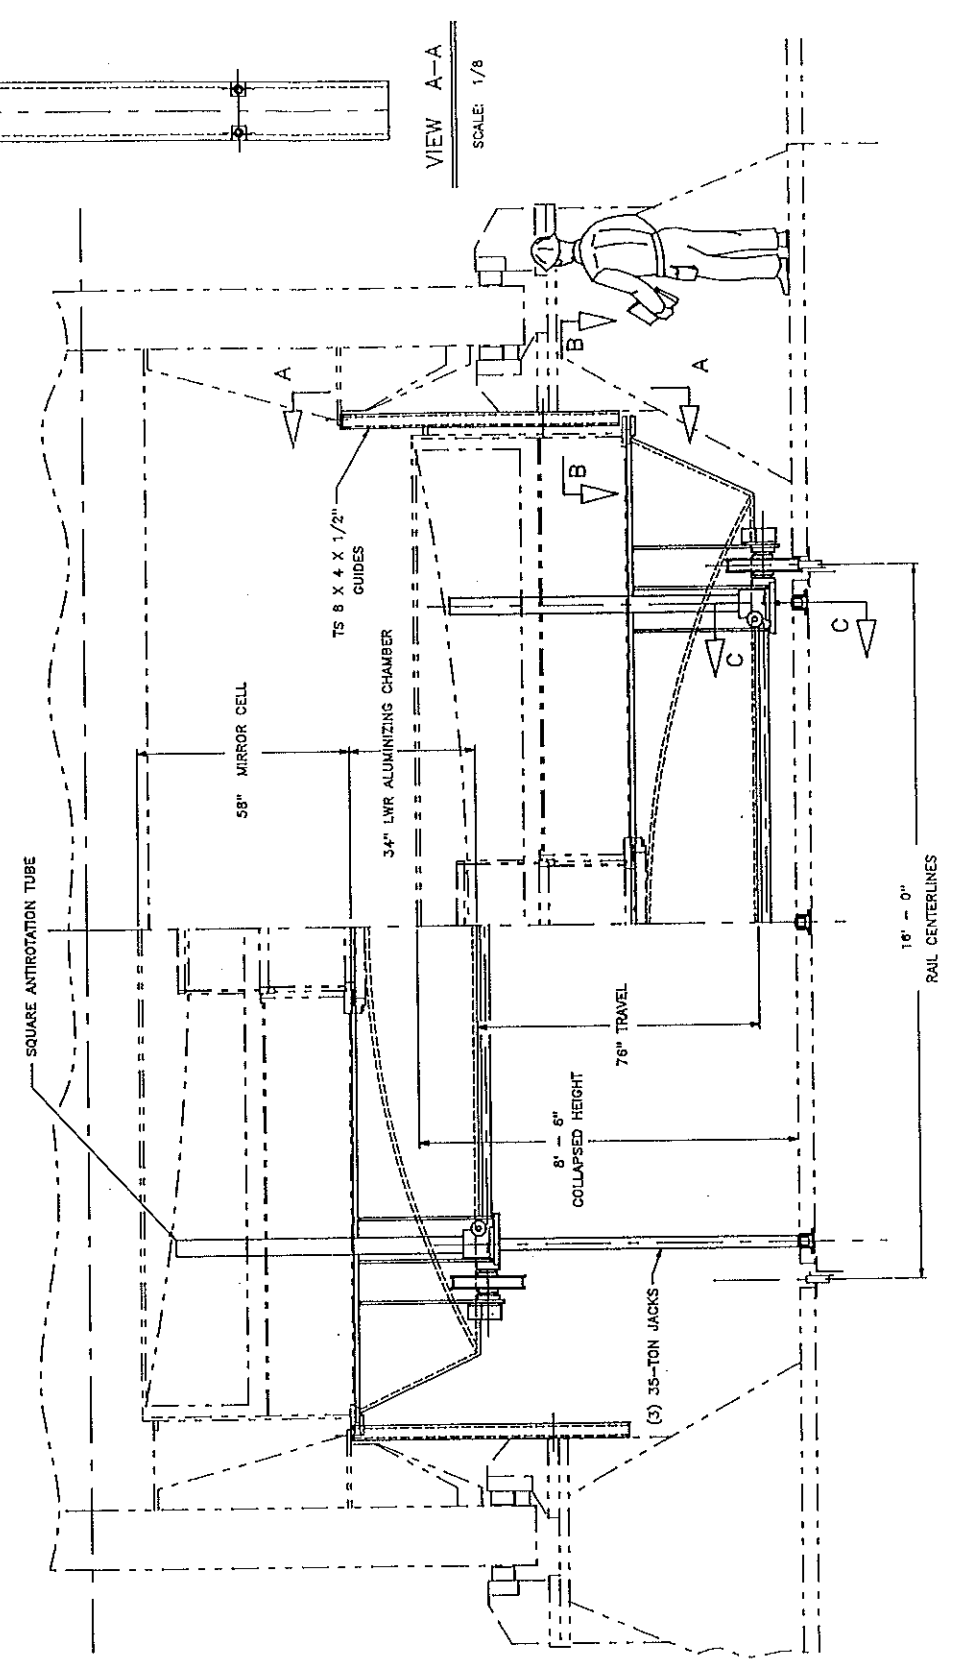 VIEW A-A
SCALE: 1/8
SQUARE ANTIROTATION TUBE
58" MIRROR CELL
34" LWR ALUMINIZING CHAMBER
TS 8 X 4 X 1/2"
GUIDES
A
A
B
B
C
C
76" TRAVEL
8' - 6"
COLLAPSED HEIGHT
(3) 35-TON JACKS
16' - 0"
RAIL CENTERLINES